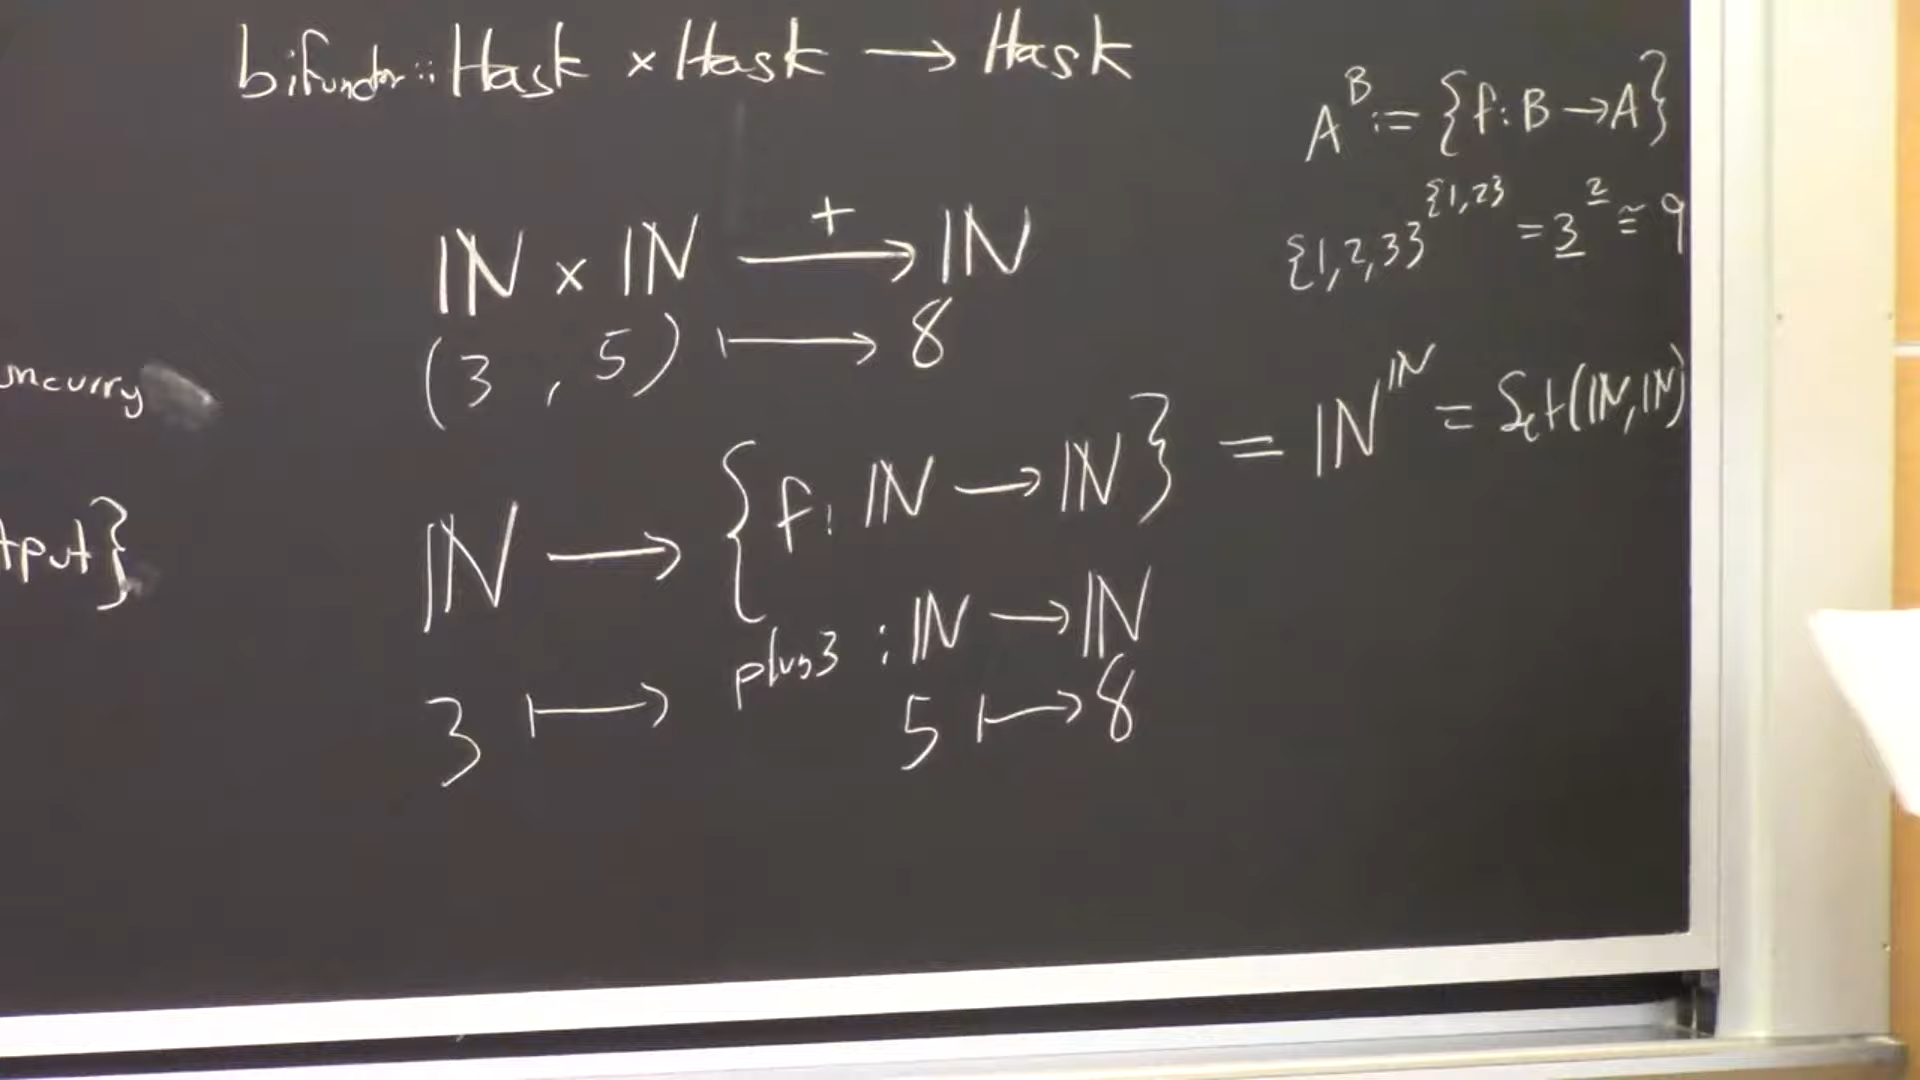 bifunctor :: Hask × Hask → Hask
A^B := {f: B → A}
{1,2,3}^{1,2} = 3^2 ≅ 9
ℕ × ℕ —+→ ℕ
(3 , 5) ⟼ 8
uncurry
ℕ → {f: ℕ → ℕ} = ℕ^ℕ = Set(ℕ,ℕ)
tput}
plus3 : ℕ → ℕ
3 ⟼ 5 ⟼ 8